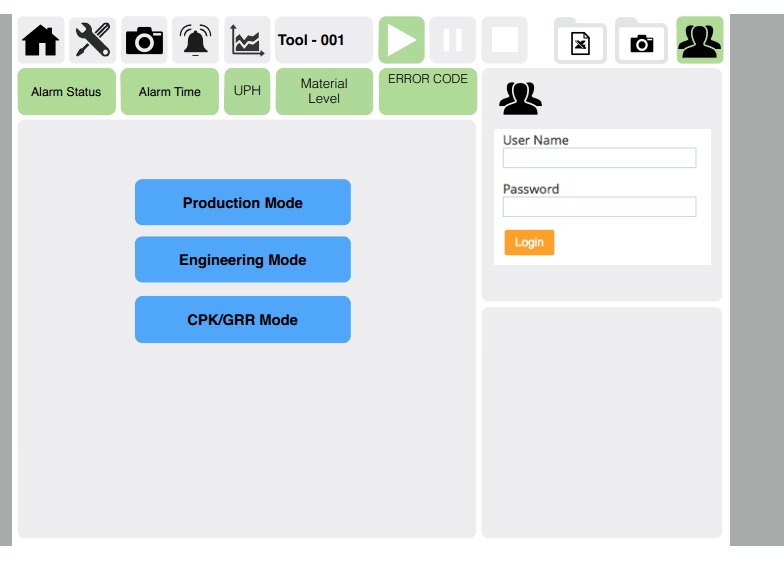 Tool - 001
Alarm Status
Alarm Time
UPH
Material
Level
ERROR CODE
Production Mode
Engineering Mode
CPK/GRR Mode
User Name
Password
Login